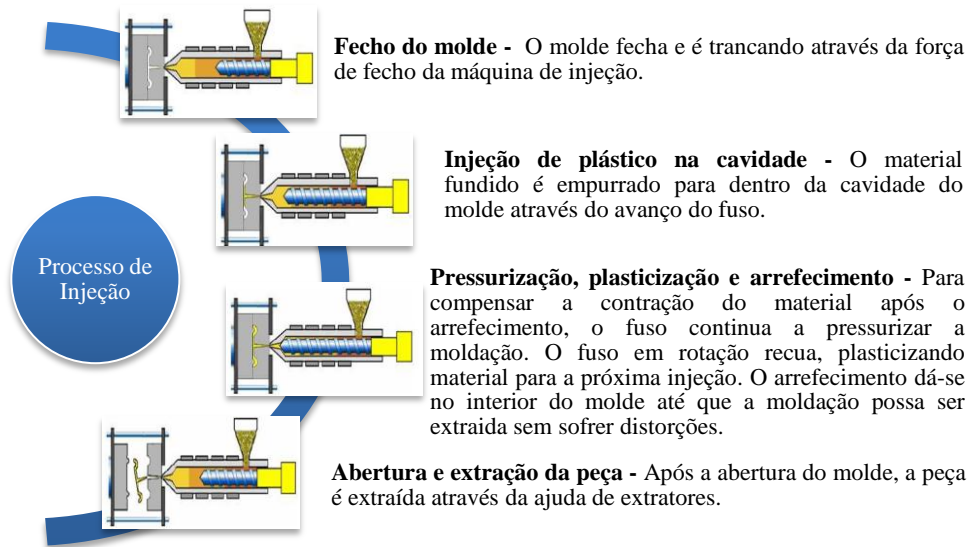 Fecho do molde - O molde fecha e é trancando através da força
de fecho da máquina de injeção.
Injeção de plástico na cavidade - O material
fundido é empurrado para dentro da cavidade do
molde através do avanço do fuso.
Processo de
Injeção
Pressurização, plasticização e arrefecimento - Para
compensar a contração do material após o
arrefecimento, o fuso continua a pressurizar a
moldação. O fuso em rotação recua, plasticizando
material para a próxima injeção. O arrefecimento dá-se
no interior do molde até que a moldação possa ser
extraida sem sofrer distorções.
Abertura e extração da peça - Após a abertura do molde, a peça
é extraída através da ajuda de extratores.